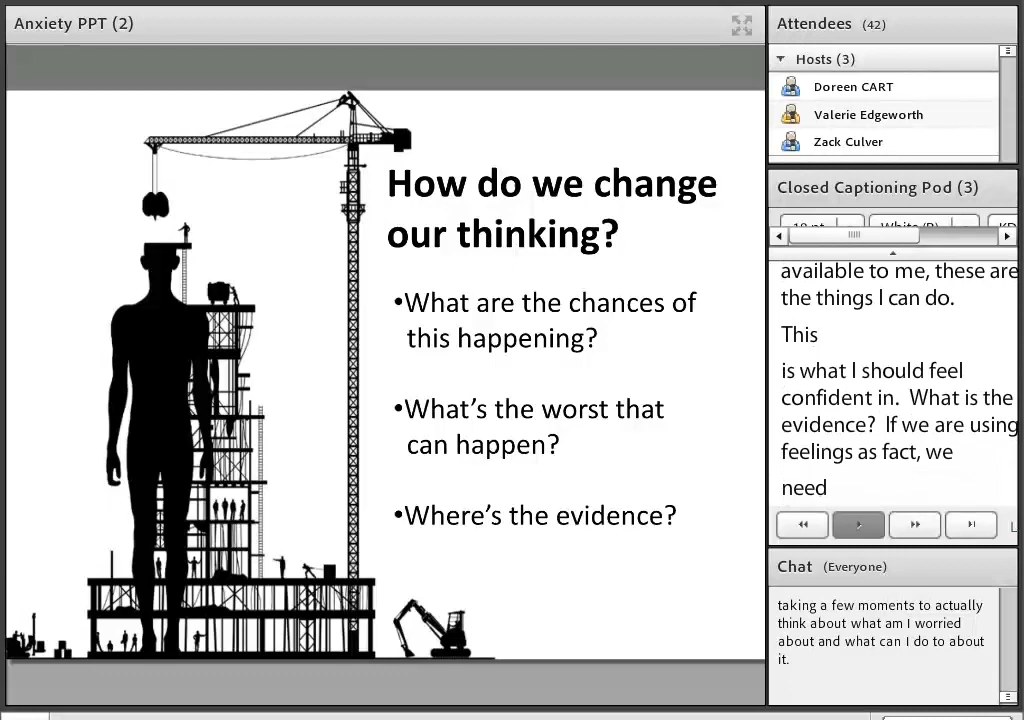 Anxiety PPT (2)
How do we change
our thinking?
•What are the chances of
this happening?
•What's the worst that
can happen?
•Where's the evidence?
Attendees (42)
Hosts (3)
Doreen CART
Valerie Edgeworth
Zack Culver
Closed Captioning Pod (3)
available to me, these are
the things I can do.
This
is what I should feel
confident in. What is the
evidence? If we are using
feelings as fact, we
need
Chat (Everyone)
taking a few moments to actually
think about what am I worried
about and what can I do to about
it.